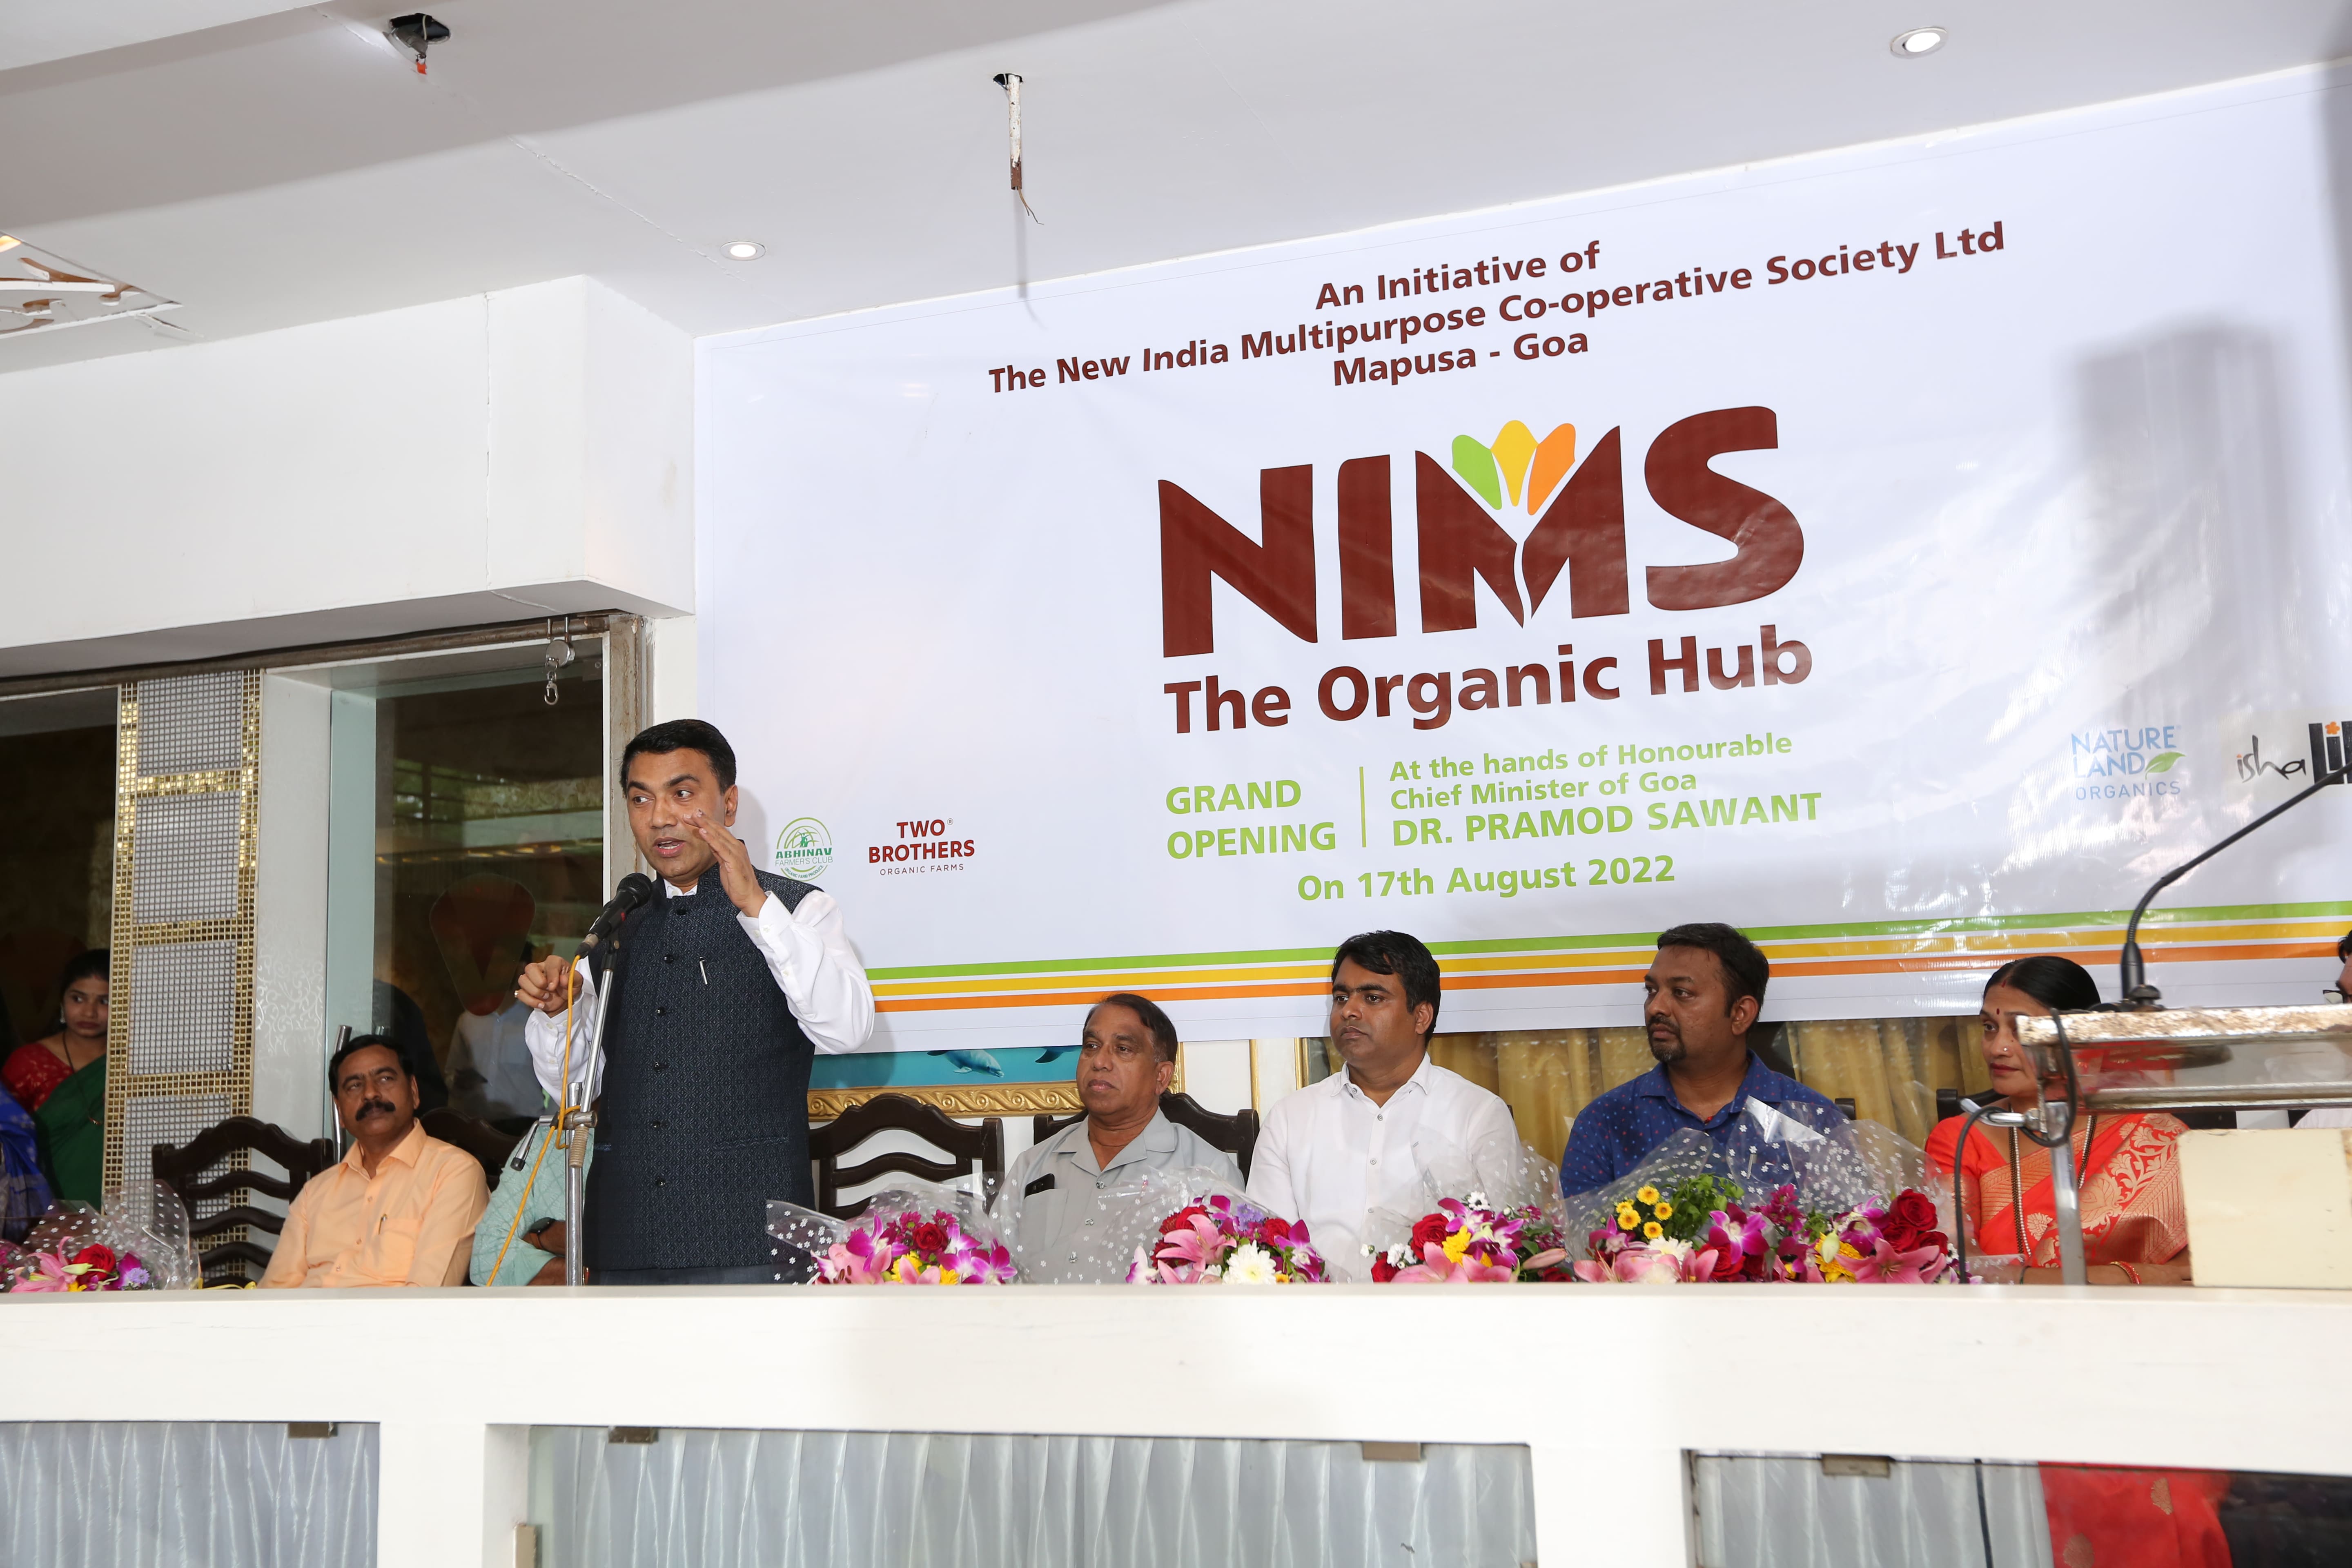 An Initiative of
The New India Multipurpose Co-operative Society Ltd
Mapusa - Goa
NIMS
The Organic Hub
GRAND
OPENING
At the hands of Honourable
Chief Minister of Goa
DR. PRAMOD SAWANT
On 17th August 2022
ABHINAV
FARMER'S CLUB
TWO
BROTHERS
ORGANIC FARMS
NATURE
LAND
ORGANICS
isha